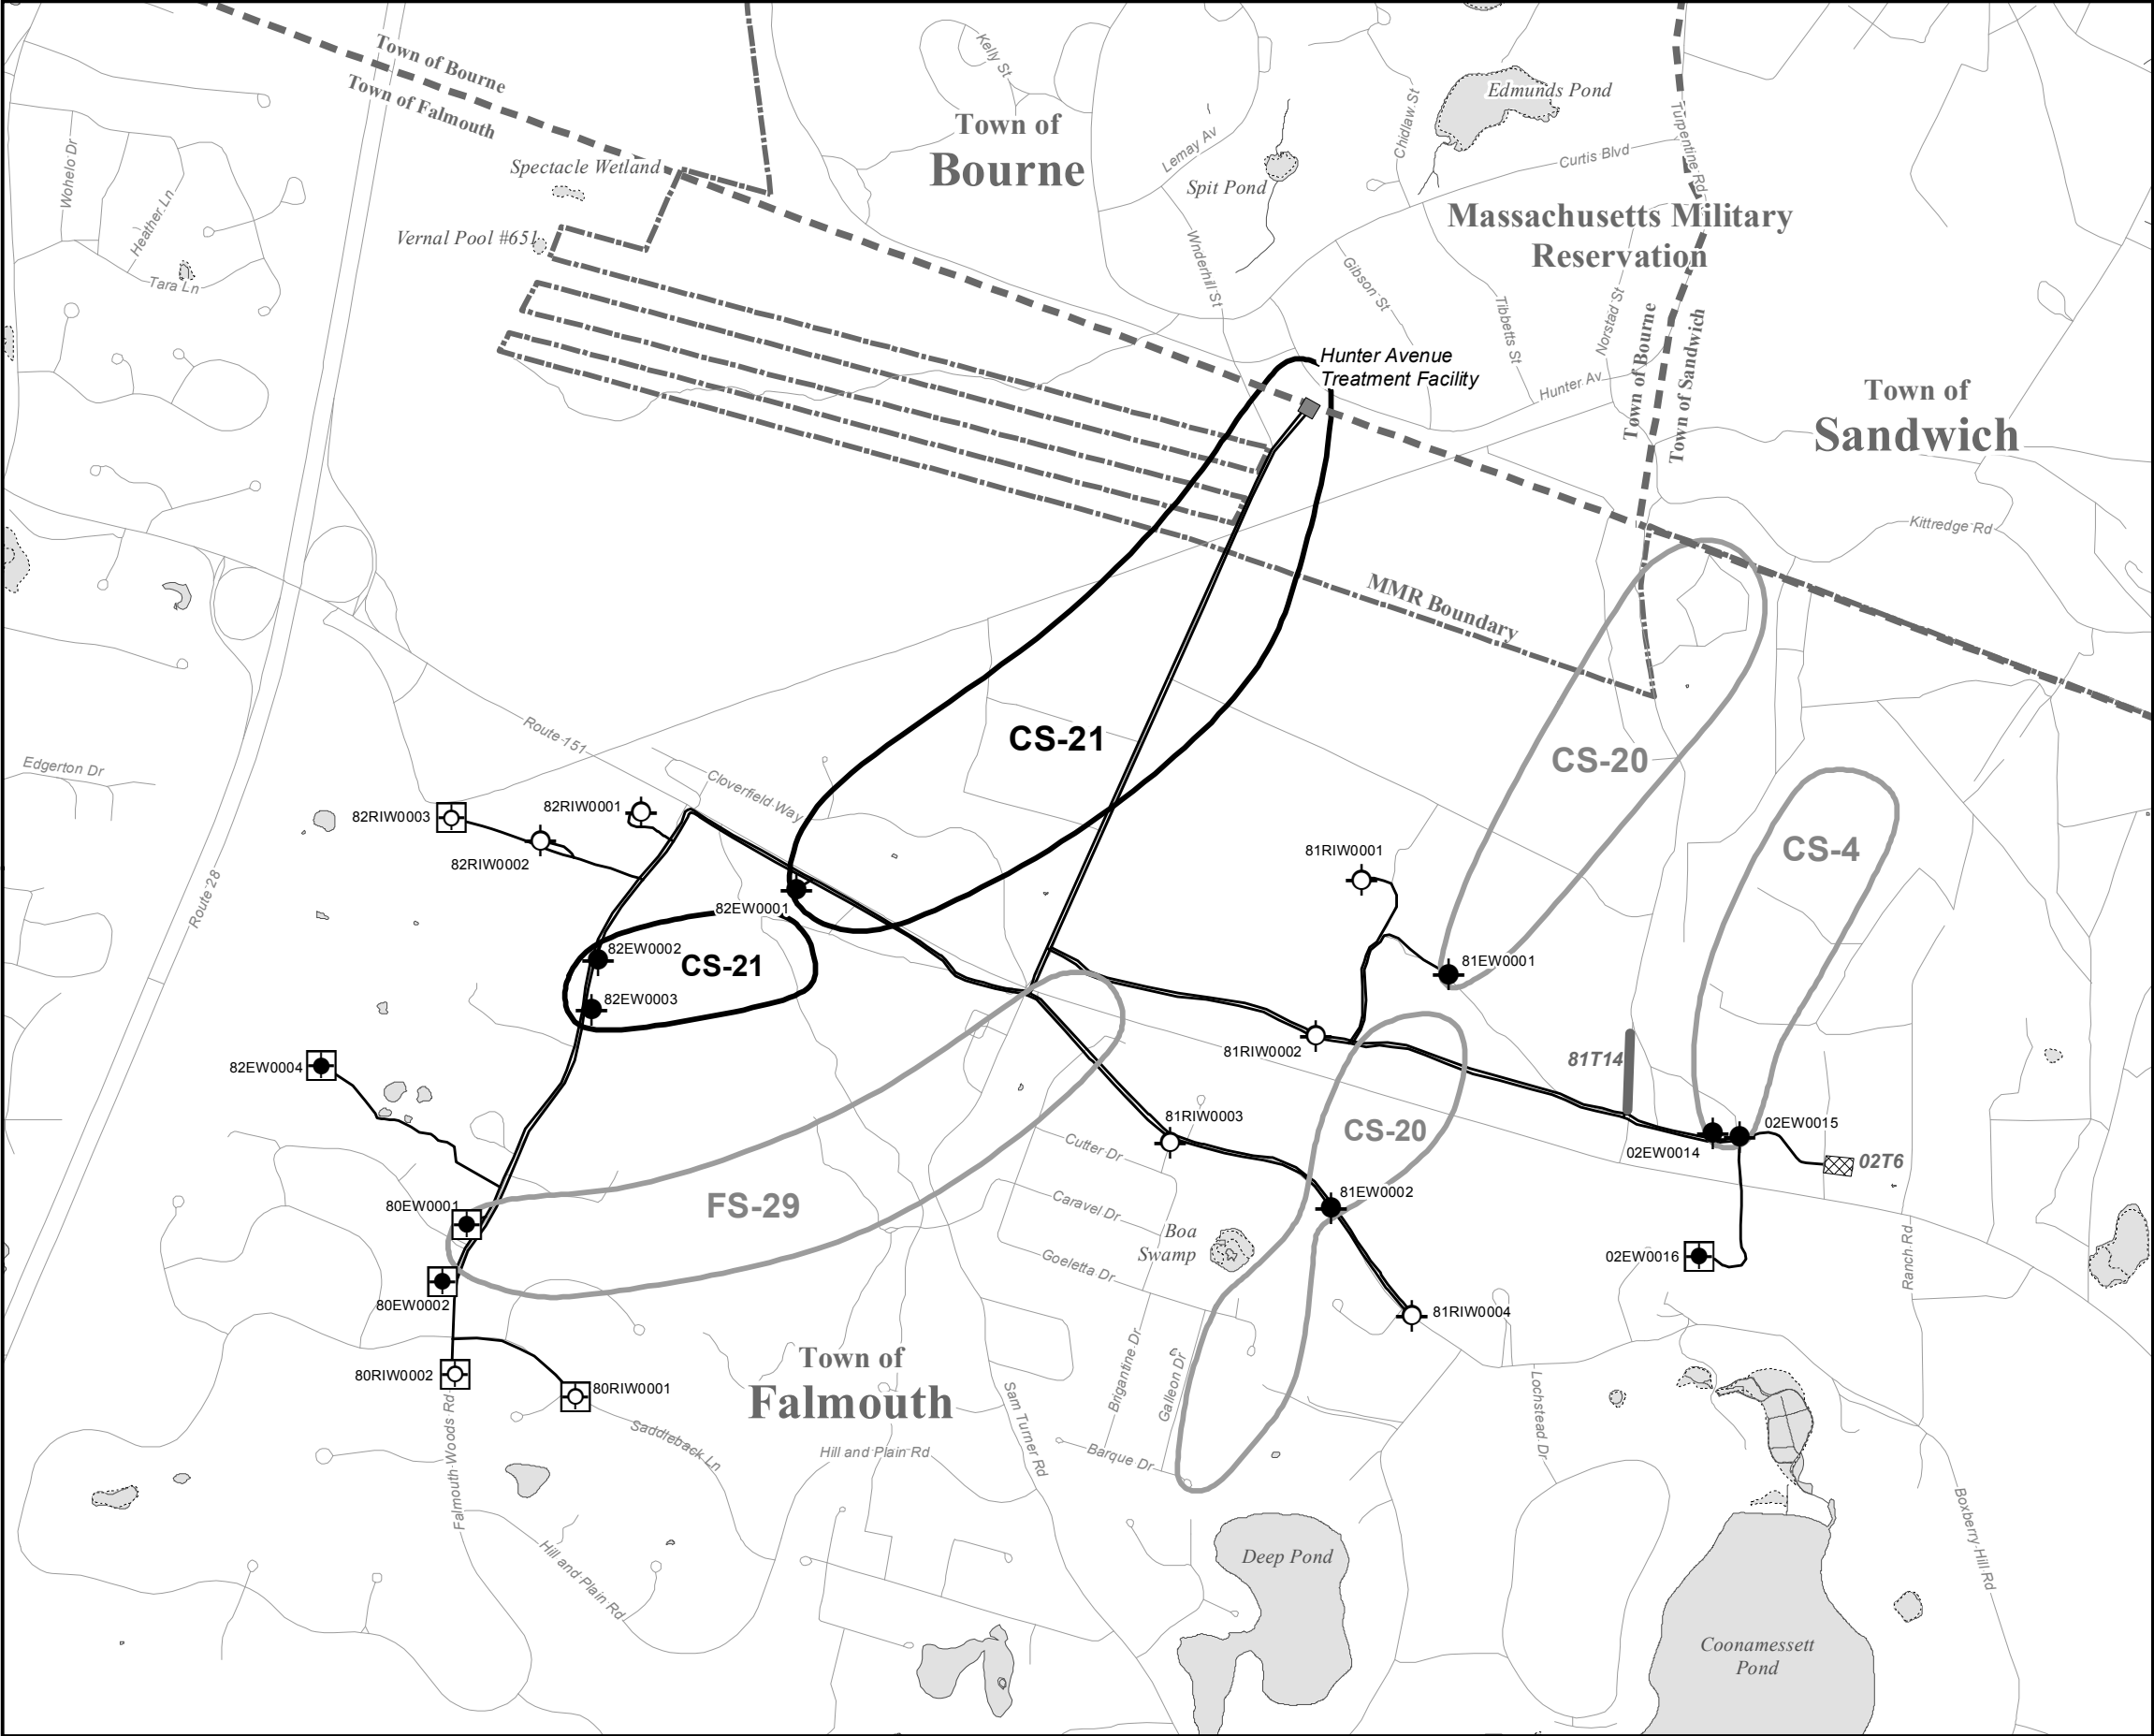 Town of Bourne
Town of Falmouth
Kelly St
Town of
Bourne
Lemay Av
Chidlaw St
Edmunds Pond
Curtis Blvd
Turpentine Rd
Wohelo Dr
Heather Ln
Tara Ln
Spectacle Wetland
Vernal Pool #651
Spit Pond
Wnderhill St
Gibson St
Tibbetts St
Norstad St
Massachusetts Military
Reservation
Town of Bourne
Town of Sandwich
Hunter Avenue
Treatment Facility
Hunter Av
Town of
Sandwich
Kittredge Rd
MMR Boundary
Route 151
CS-21
CS-20
Edgerton Dr
Cloverfield Way
82RIW0003
82RIW0001
82RIW0002
81RIW0001
CS-4
Route 28
82EW0001
82EW0002
CS-21
82EW0003
81EW0001
82EW0004
81RIW0002
81T14
81RIW0003
CS-20
02EW0015
02EW0014
02T6
Cutter Dr
80EW0001
FS-29
Caravel Dr
81EW0002
Boa
Swamp
Goeletta Dr
02EW0016
Ranch Rd
80EW0002
81RIW0004
Town of
Falmouth
80RIW0002
80RIW0001
Brigantine Dr
Galleon Dr
Lochstead Dr
Sam Turner Rd
Falmouth Woods Rd
Saddleback Ln
Hill and Plain Rd
Barque Dr
Boxberry Hill Rd
Hill and Plain Rd
Deep Pond
Coonamessett
Pond